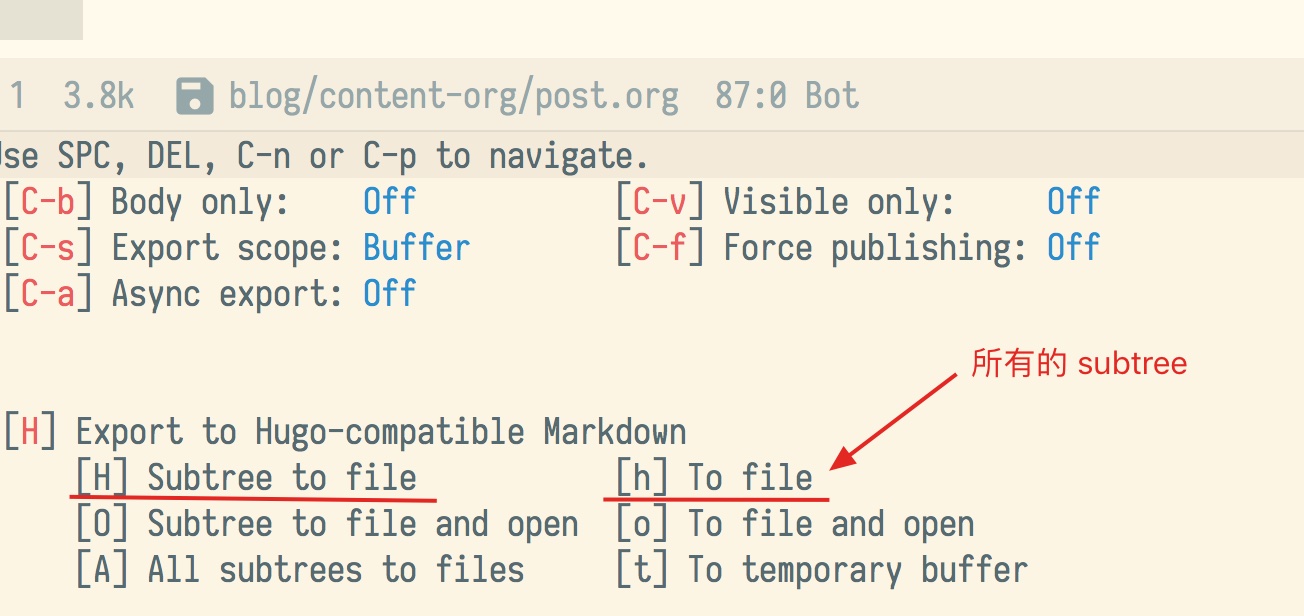 1 3.8k blog/content-org/post.org 87:0 Bot
Use SPC, DEL, C-n or C-p to navigate.
[C-b] Body only: Off [C-v] Visible only: Off
[C-s] Export scope: Buffer [C-f] Force publishing: Off
[C-a] Async export: Off
所有的 subtree
[H] Export to Hugo-compatible Markdown
[H] Subtree to file [h] To file
[O] Subtree to file and open [o] To file and open
[A] All subtrees to files [t] To temporary buffer